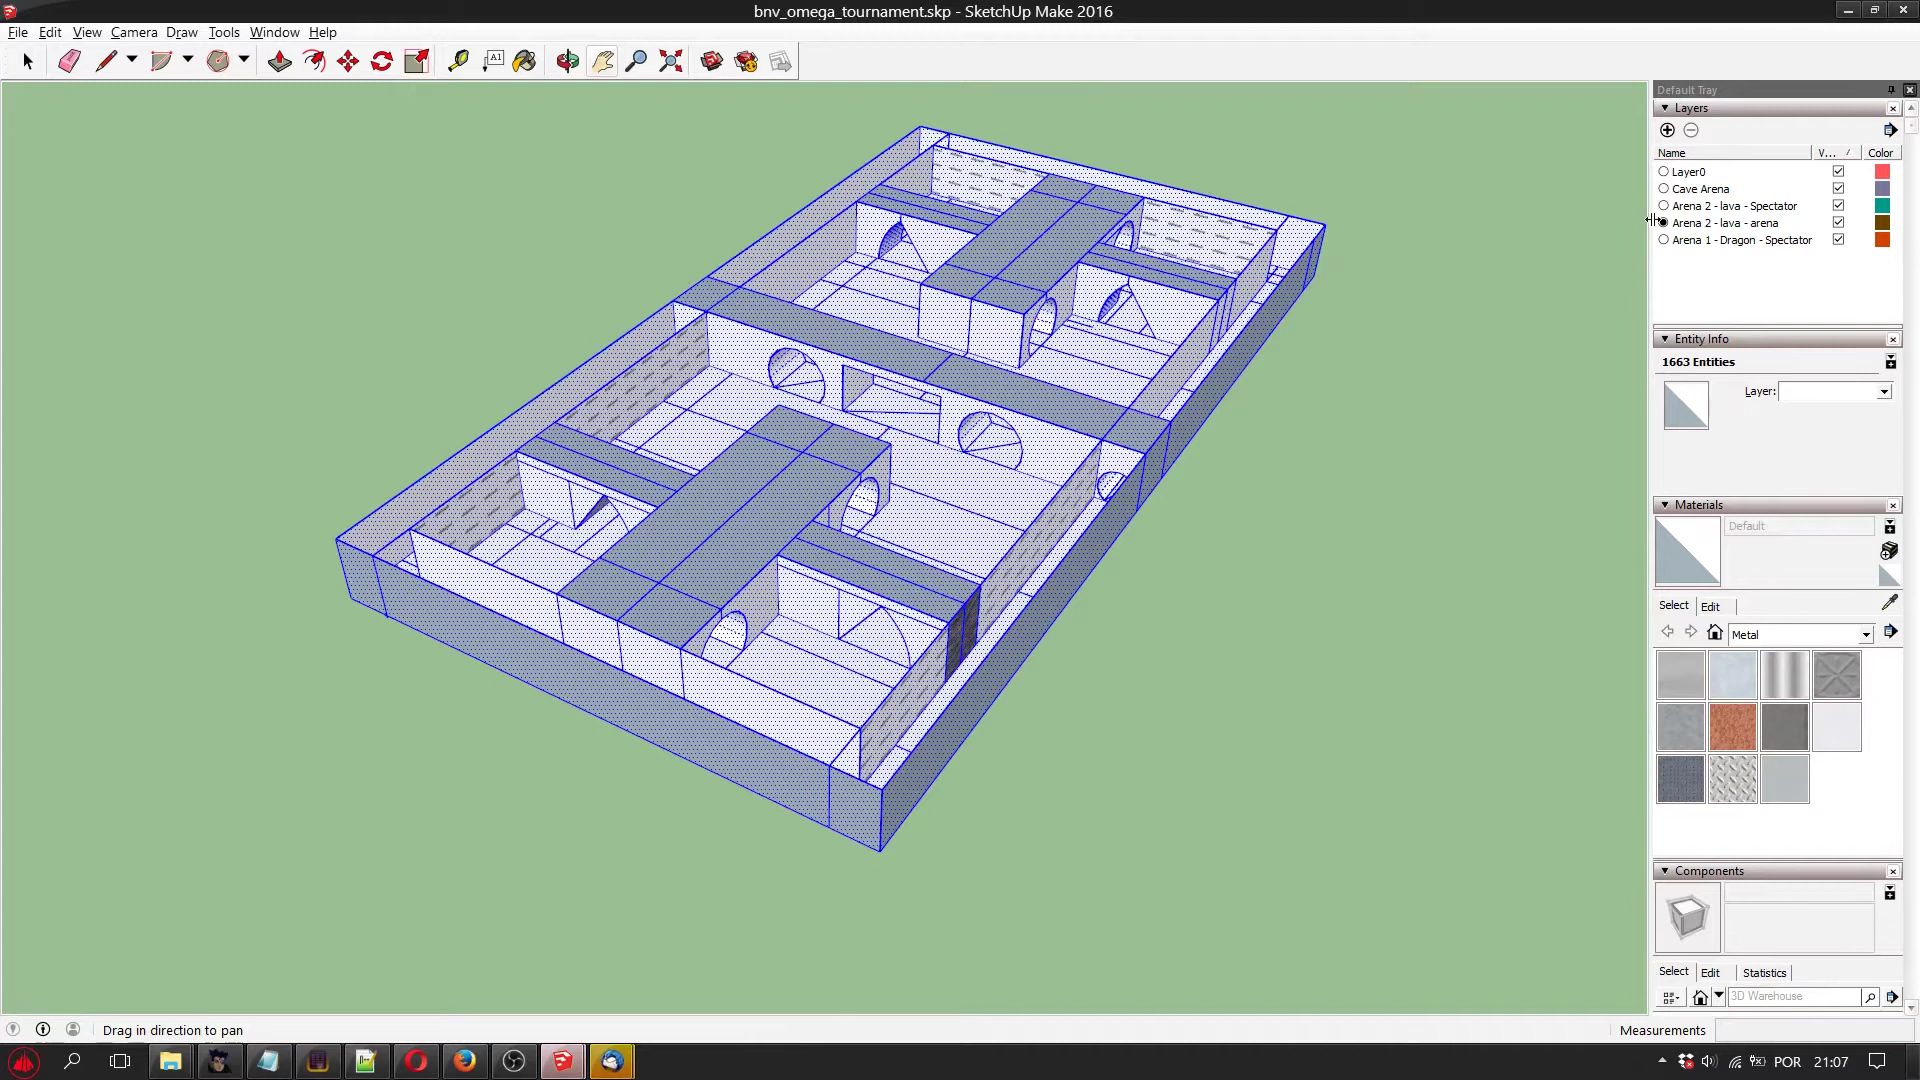 bnv_omega_tournament.skp - SketchUp Make 2016
File Edit View Camera Draw Tools Window Help
A1
Default Tray
Layers
Name V... Color
Layer0
Cave Arena
Arena 2 - lava - Spectator
Arena 2 - lava - arena
Arena 1 - Dragon - Spectator
Entity Info
1663 Entities
Layer:
Materials
Default
Select Edit
Metal
Components
Select Edit Statistics
3D Warehouse
Drag in direction to pan
Measurements
POR 21:07